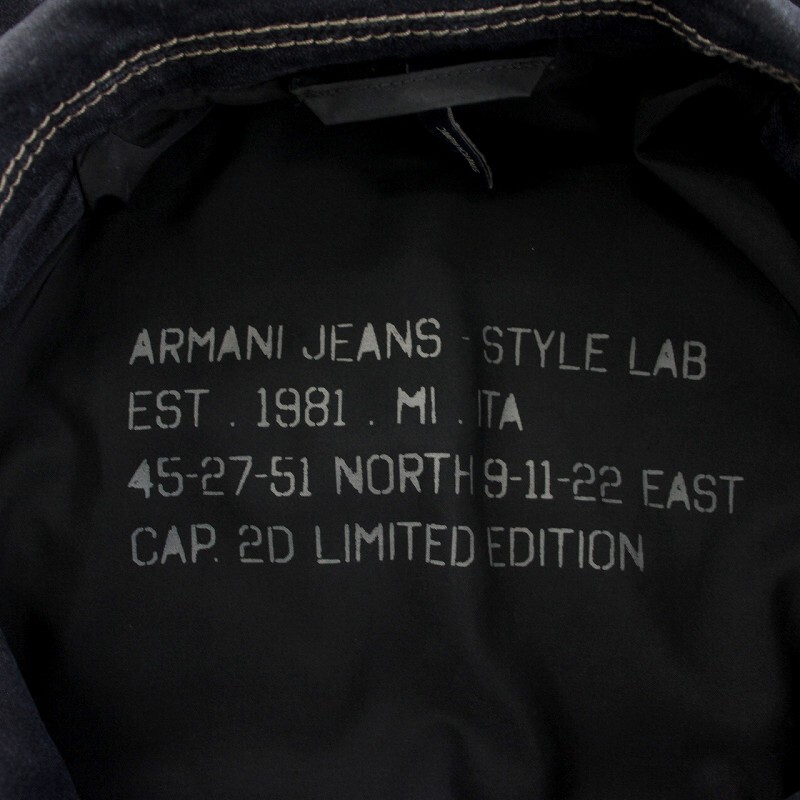 ARMANI JEANS - STYLE LAB
EST . 1981 . MI . ITA
45-27-51 NORTH 9-11-22 EAST
CAP. 2D LIMITED EDITION